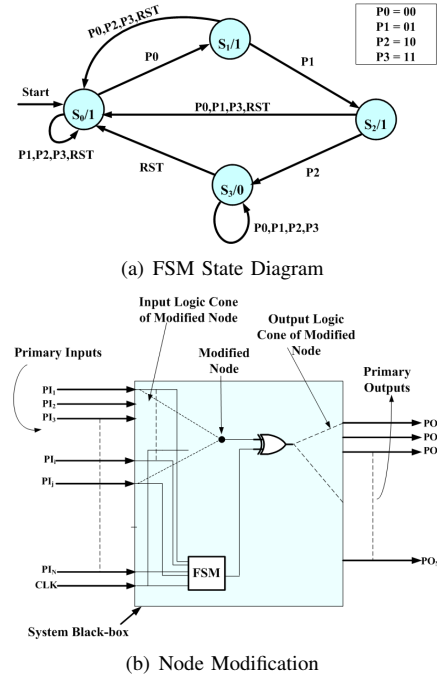 P0,P2,P3,RST
S1/1
P0 = 00
P1 = 01
P2 = 10
P3 = 11
P0
P1
Start
S0/1
P0,P1,P3,RST
S2/1
P1,P2,P3,RST
RST
P2
S3/0
P0,P1,P2,P3
(a) FSM State Diagram
Input Logic Cone
of Modified Node
Output Logic
Cone of Modified
Node
Primary Inputs
Modified
Node
Primary
Outputs
PI1
PI2
PI3
PIi
PIj
PIN
CLK
FSM
PO
PO
PO
PO
System Black-box
(b) Node Modification